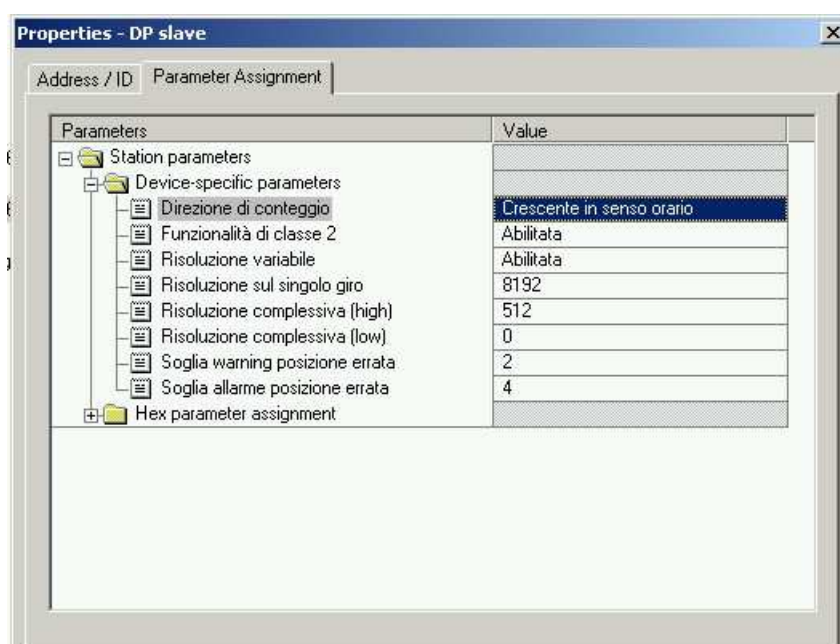 Properties - DP slave
Address / ID Parameter Assignment
Parameters Value
Station parameters
Device-specific parameters
Direzione di conteggio Crescente in senso orario
Funzionalità di classe 2 Abilitata
Risoluzione variabile Abilitata
Risoluzione sul singolo giro 8192
Risoluzione complessiva (high) 512
Risoluzione complessiva (low) 0
Soglia warning posizione errata 2
Soglia allarme posizione errata 4
Hex parameter assignment